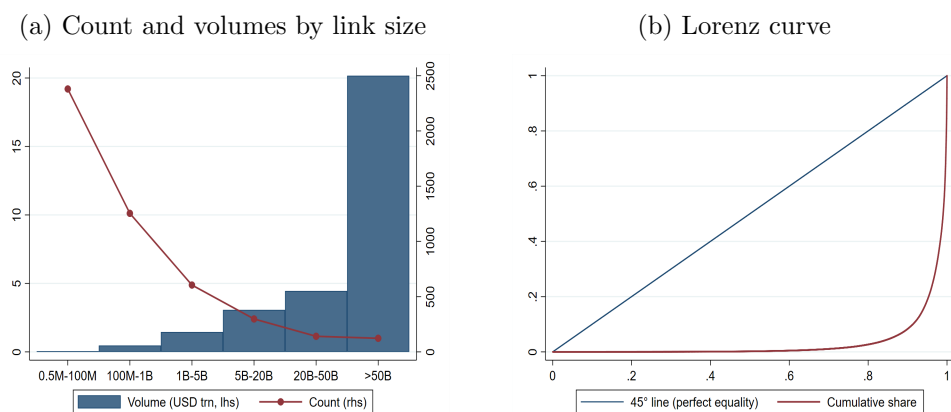 (a) Count and volumes by link size
20
15
10
5
0
2500
2000
1500
1000
500
0
0.5M-100M 100M-1B 1B-5B 5B-20B 20B-50B >50B
Volume (USD trn, lhs) Count (rhs)
(b) Lorenz curve
1
.8
.6
.4
.2
0
0 .2 .4 .6 .8 1
45° line (perfect equality) Cumulative share